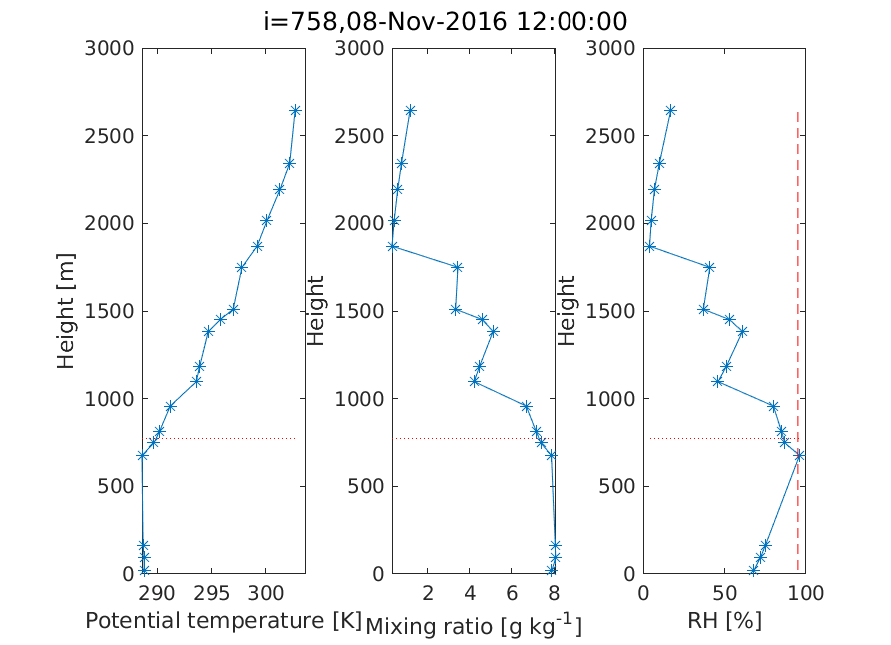 i=758,08-Nov-2016 12:00:00
3000
2500
2000
1500
1000
500
0
Height [m]
290 295 300
Potential temperature [K]
3000
2500
2000
1500
1000
500
0
Height
2 4 6 8
Mixing ratio [g kg-1]
3000
2500
2000
1500
1000
500
0
Height
0 50 100
RH [%]